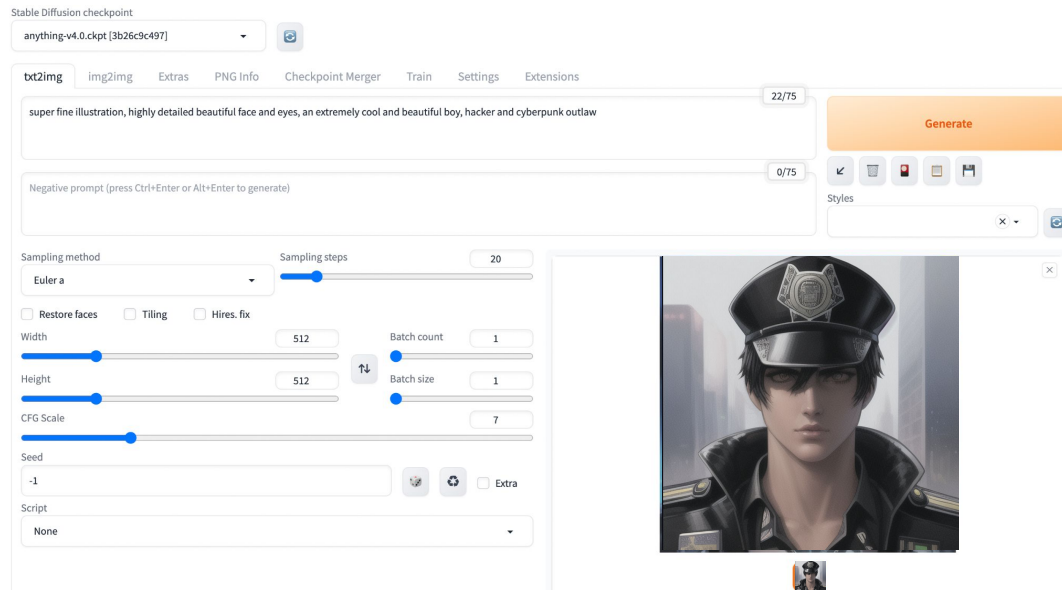 Stable Diffusion checkpoint
anything-v4.0.ckpt [3b26c9c497]
txt2img img2img Extras PNG Info Checkpoint Merger Train Settings Extensions
22/75
super fine illustration, highly detailed beautiful face and eyes, an extremely cool and beautiful boy, hacker and cyberpunk outlaw
Generate
0/75
Negative prompt (press Ctrl+Enter or Alt+Enter to generate)
Styles
Sampling method
Euler a
Sampling steps
20
Restore faces Tiling Hires. fix
Width
512
Batch count
1
Height
512
Batch size
1
CFG Scale
7
Seed
-1
Extra
Script
None